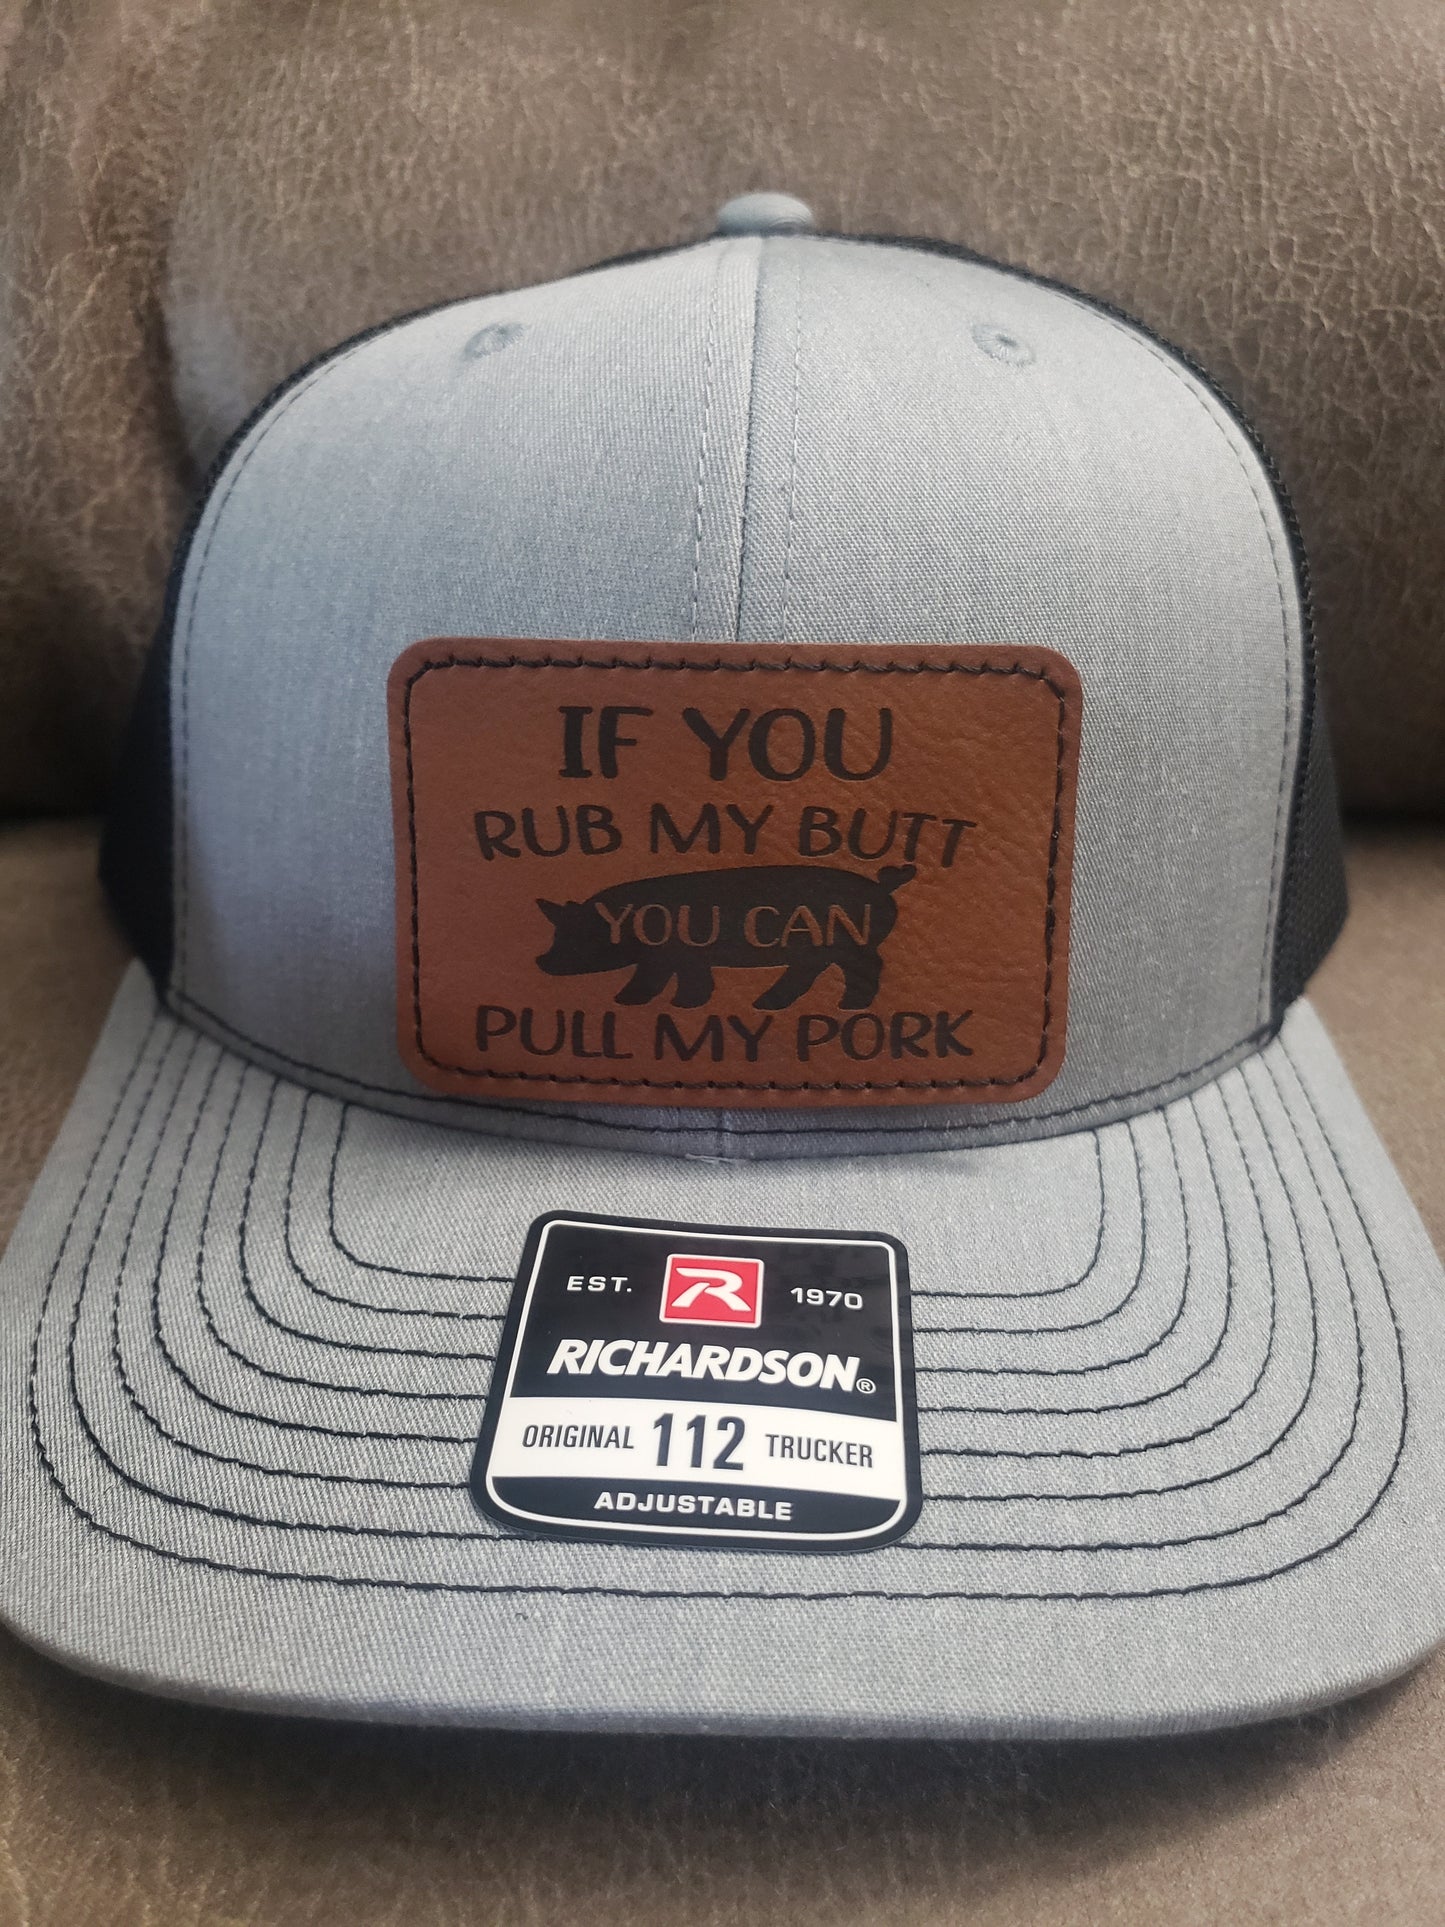 IF YOU
RUB MY BUTT
YOU CAN
PULL MY PORK
EST. R 1970
RICHARDSON®
ORIGINAL 112 TRUCKER
ADJUSTABLE